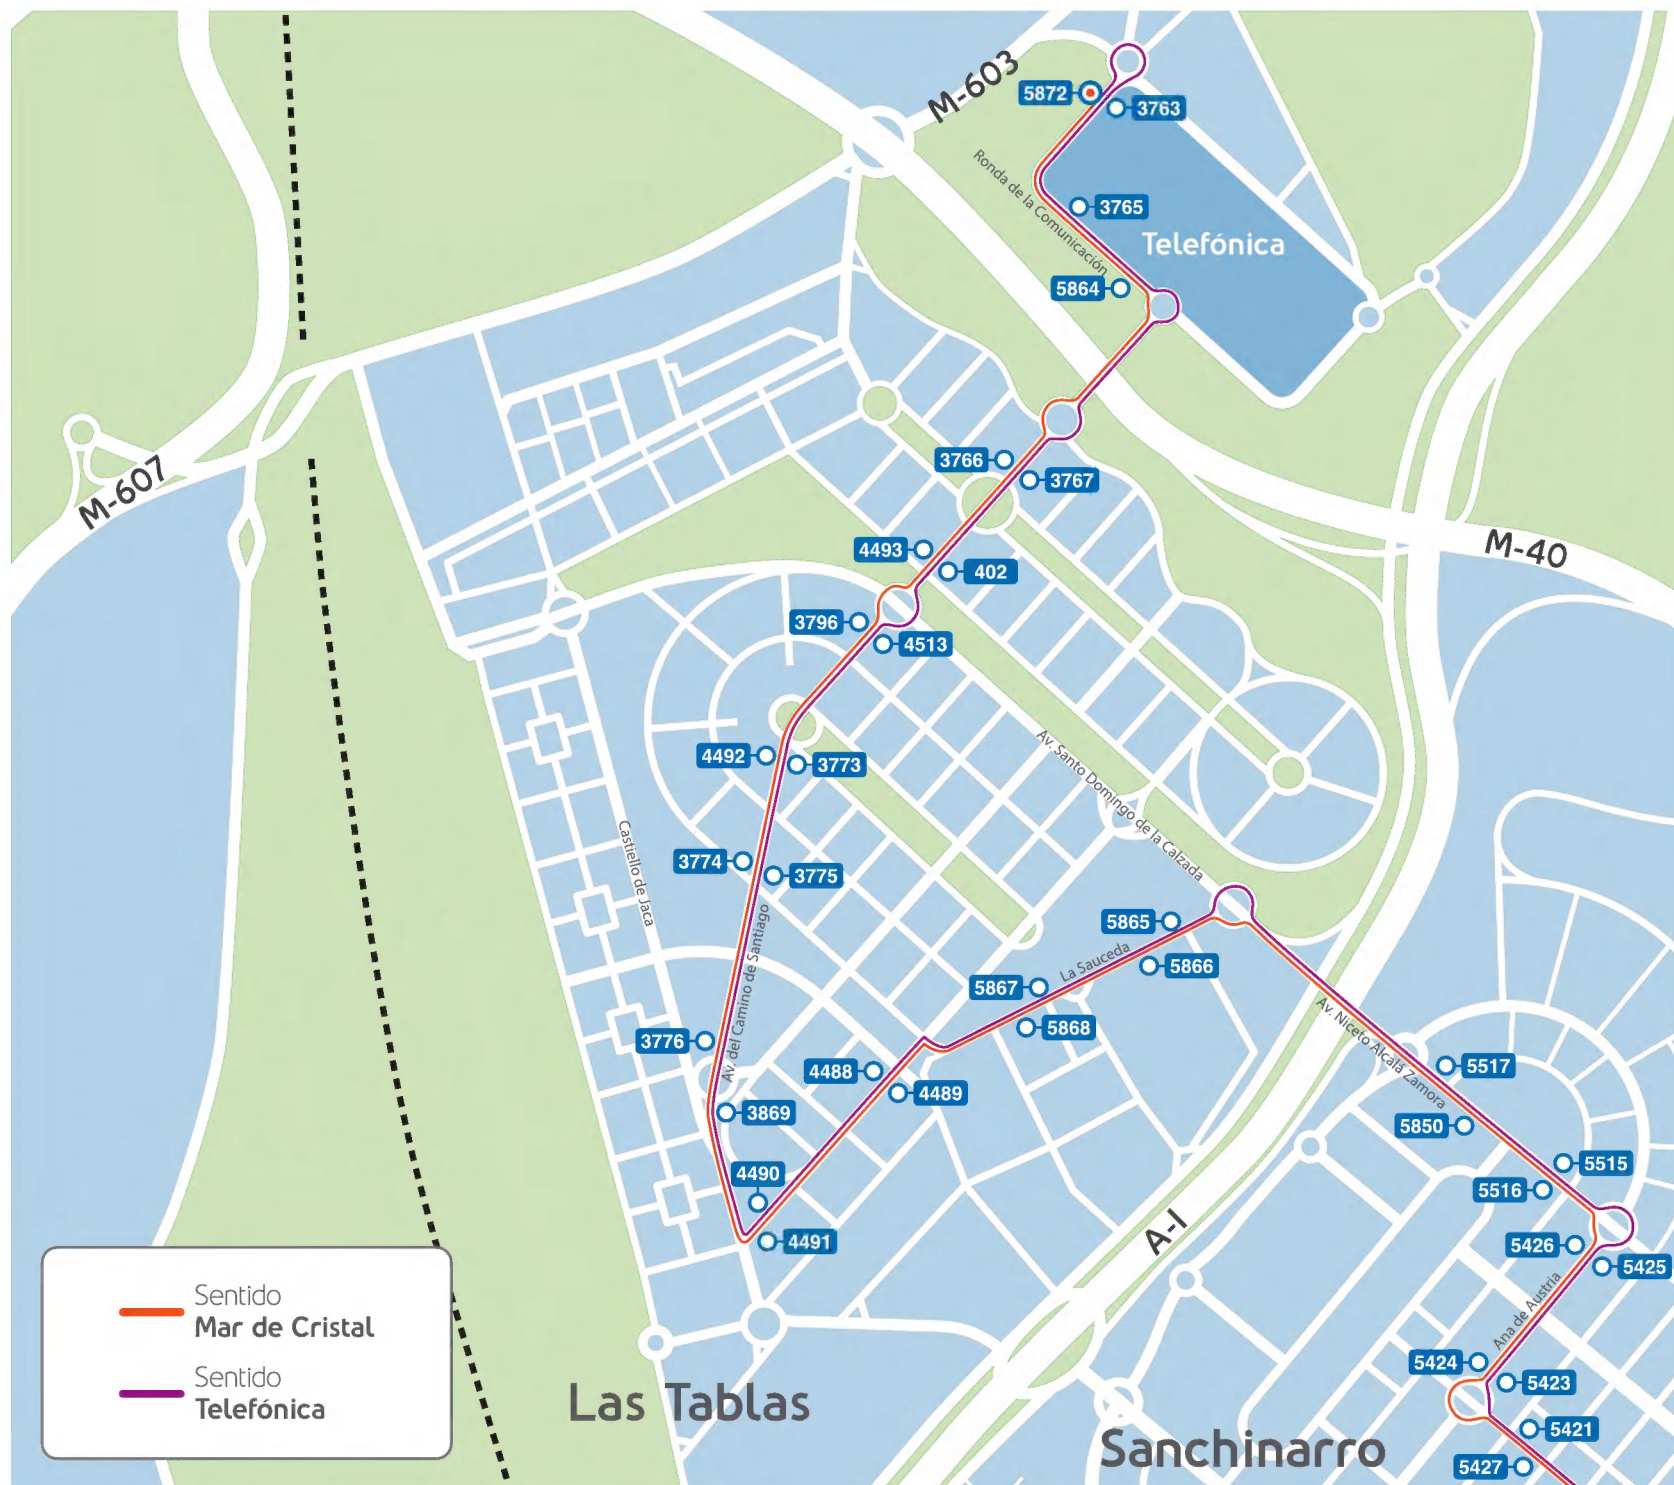 M-603
5872
3763
Ronda de la Comunicación
3765
Telefónica
5864
3766
3767
M-607
4493
402
M-40
3796
4513
4492
3773
Av. Santo Domingo de la Calzada
3774
3775
Castiello de Jaca
Av. del Camino de Santiago
5865
La Sauceda
5866
5867
5868
Av. Niceto Alcalá Zamora
3776
4488
4489
5517
3869
5850
4490
5515
5516
4491
A-I
5426
5425
Ana de Austria
Sentido
Mar de Cristal
Sentido
Telefónica
5424
5423
Las Tablas
5421
Sanchinarro
5427